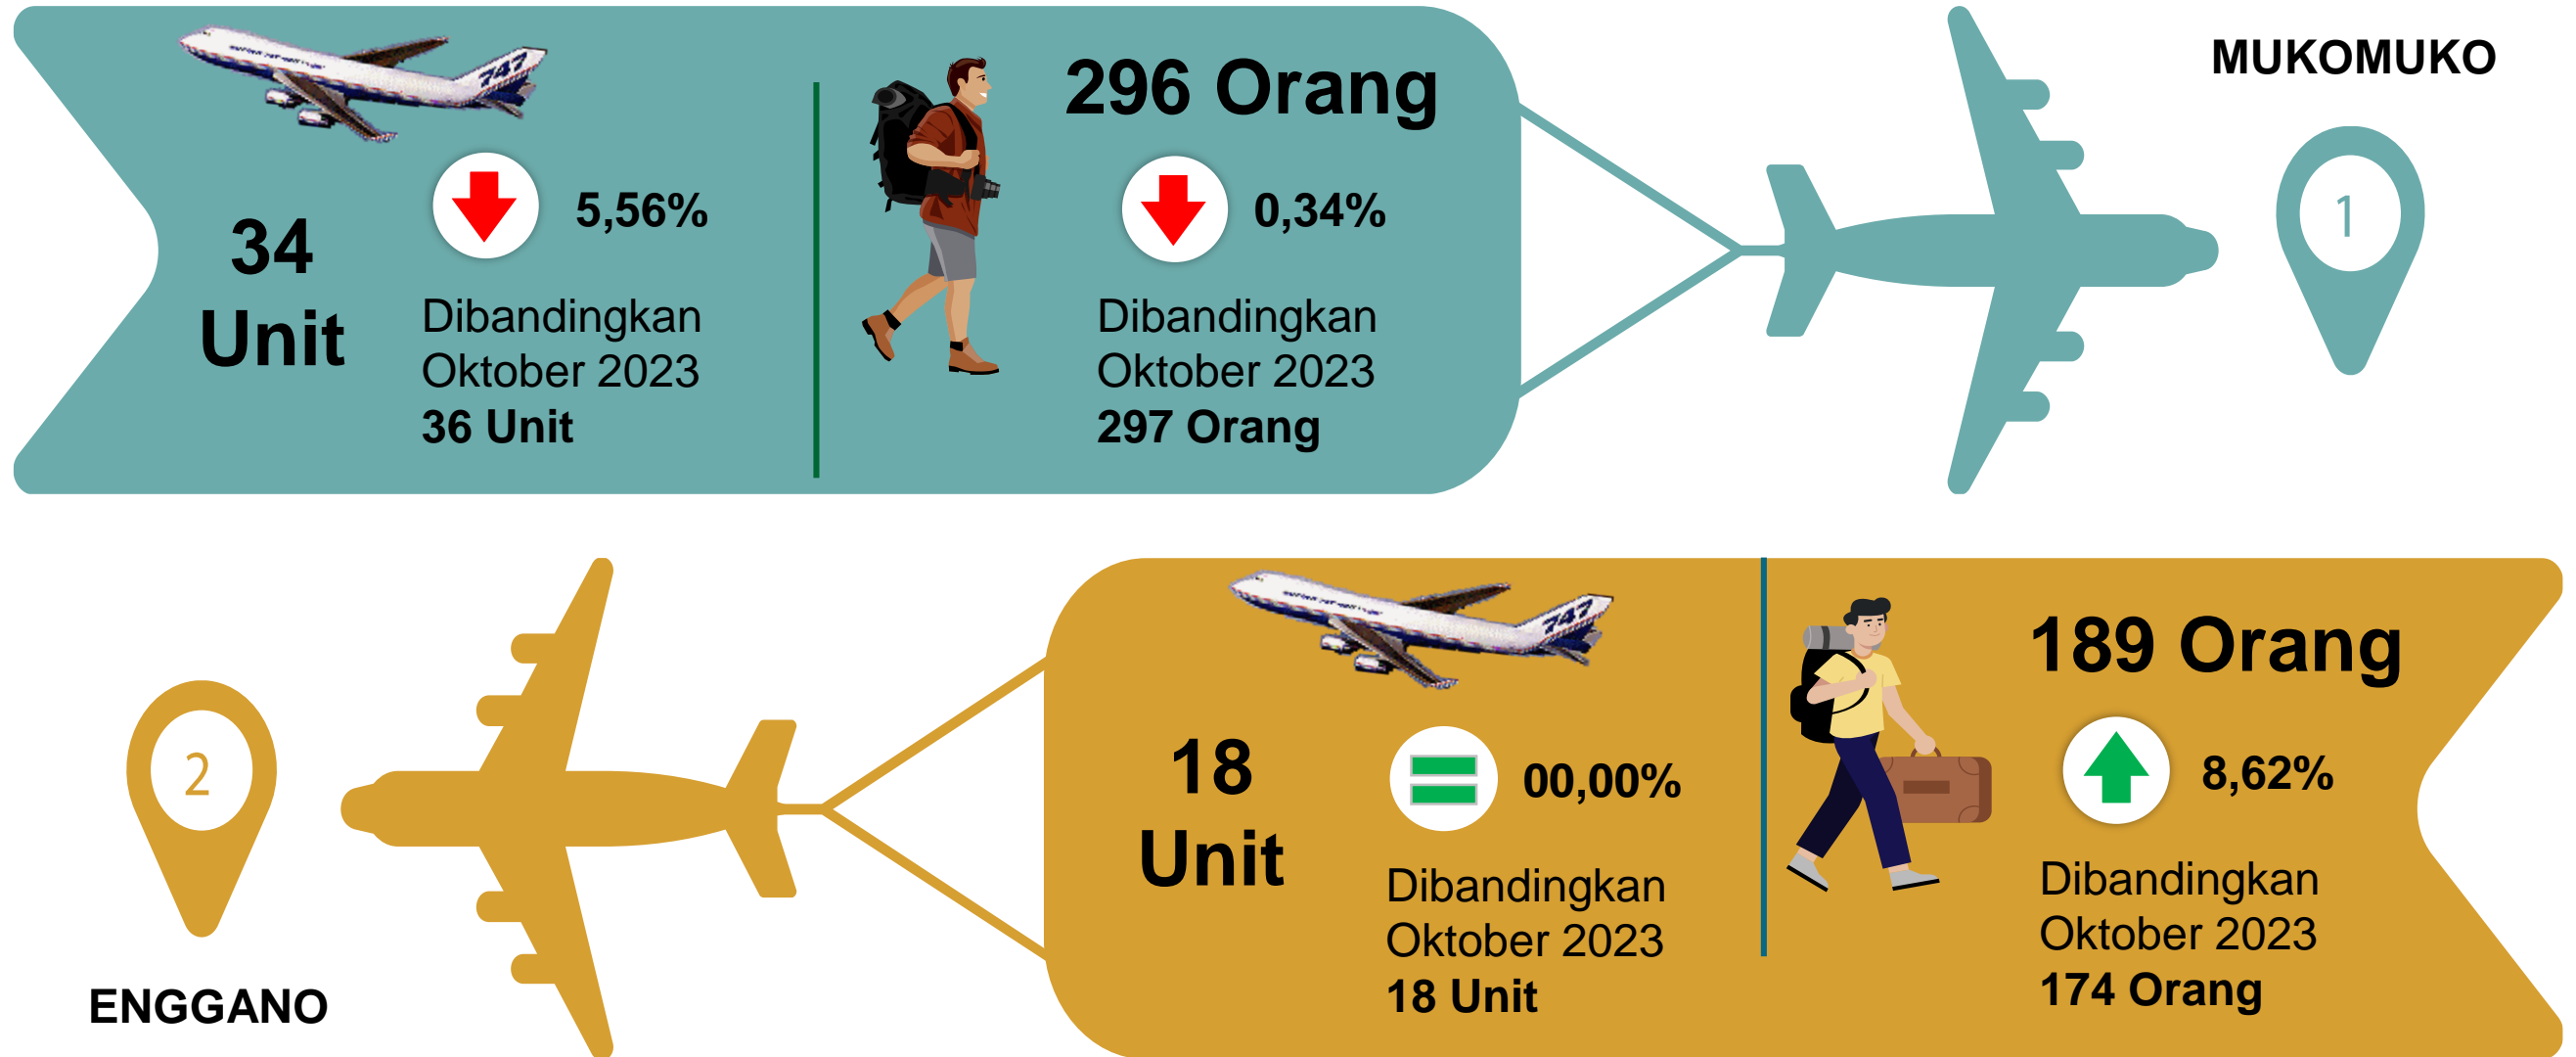 MUKOMUKO
1
747
34
Unit
5,56%
Dibandingkan
Oktober 2023
36 Unit
296 Orang
0,34%
Dibandingkan
Oktober 2023
297 Orang
2
ENGGANO
747
18
Unit
00,00%
Dibandingkan
Oktober 2023
18 Unit
189 Orang
8,62%
Dibandingkan
Oktober 2023
174 Orang